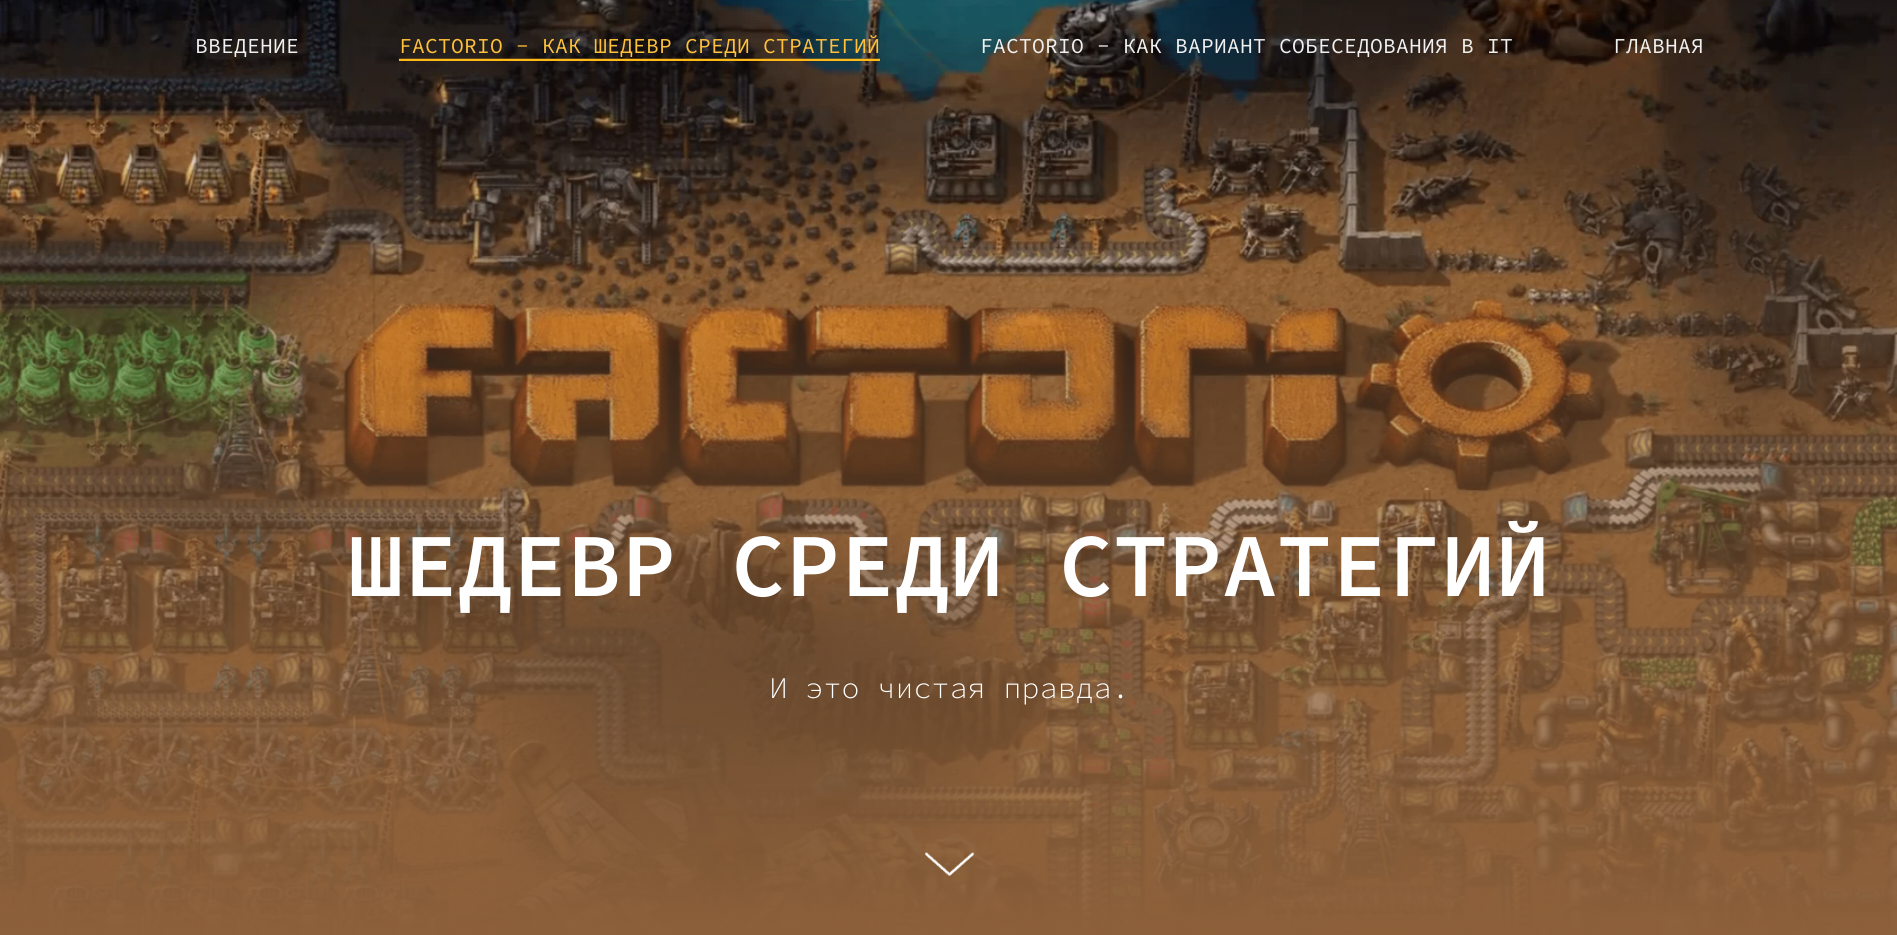 ВВЕДЕНИЕ
FACTORIO – КАК ШЕДЕВР СРЕДИ СТРАТЕГИЙ
FACTORIO – КАК ВАРИАНТ СОБЕСЕДОВАНИЯ В IT
ГЛАВНАЯ
FACTORIO
ШЕДЕВР СРЕДИ СТРАТЕГИЙ
И это чистая правда.